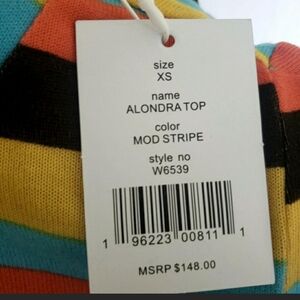 size
XS
name
ALONDRA TOP
color
MOD STRIPE
style no
W6539
1 96223 00811 1
MSRP $148.00